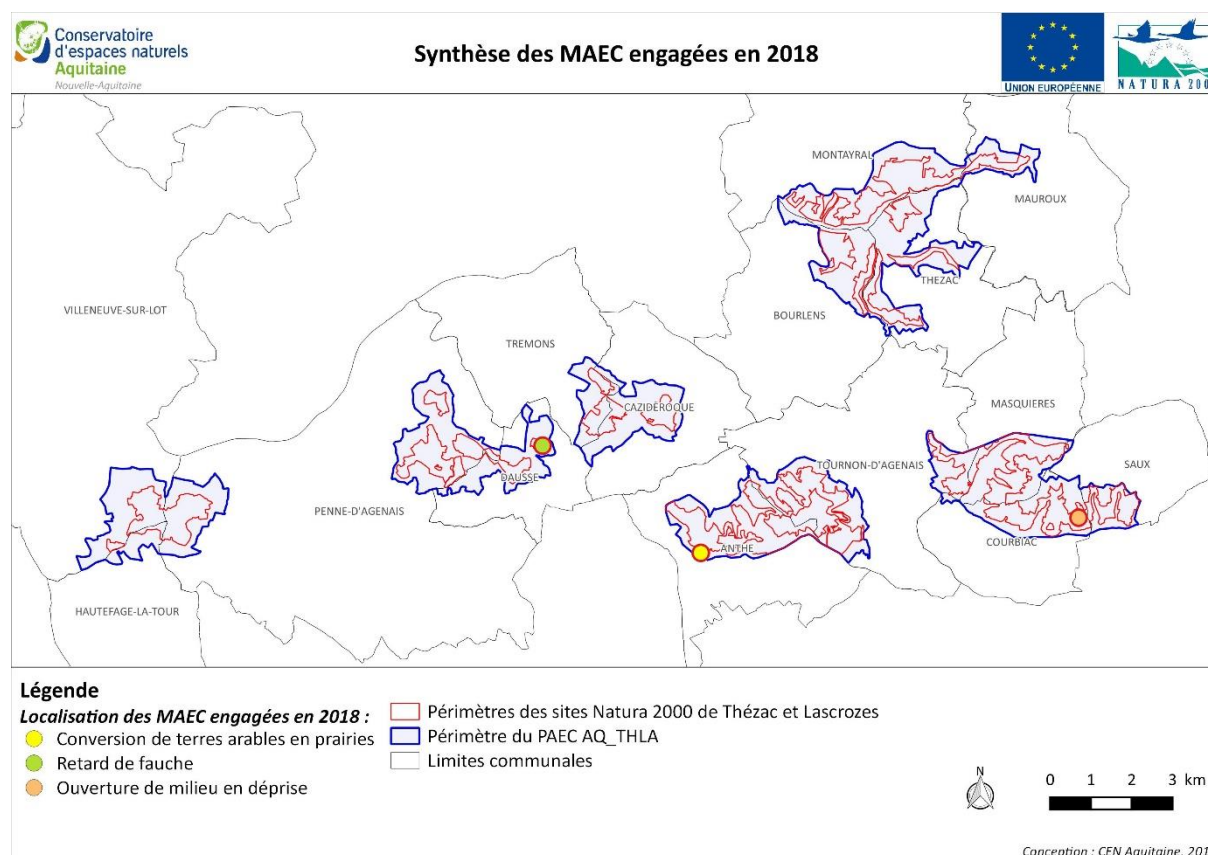 Conservatoire
d'espaces naturels
Aquitaine
Nouvelle-Aquitaine
Synthèse des MAEC engagées en 2018
UNION EUROPÉENNE
NATURA 200
MONTAYRAL
MAUROUX
THEZAC
VILLENEUVE-SUR-LOT
BOURLENS
TREMONS
CAZIDEROQUE
MASQUIERES
TOURNON-D'AGENAIS
SAUX
DAUSSE
PENNE-D'AGENAIS
ANTHE
COURBIAC
HAUTEFAGE-LA-TOUR
Légende
Localisation des MAEC engagées en 2018 :
Conversion de terres arables en prairies
Retard de fauche
Ouverture de milieu en déprise
Périmètres des sites Natura 2000 de Thézac et Lascrozes
Périmètre du PAEC AQ_THLA
Limites communales
N
0 1 2 3 km
Conception : CEN Aquitaine, 201